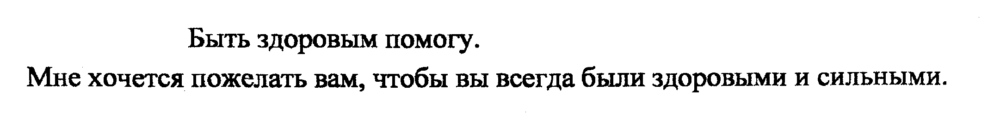 Быть здоровым помогу.
Мне хочется пожелать вам, чтобы вы всегда были здоровыми и сильными.